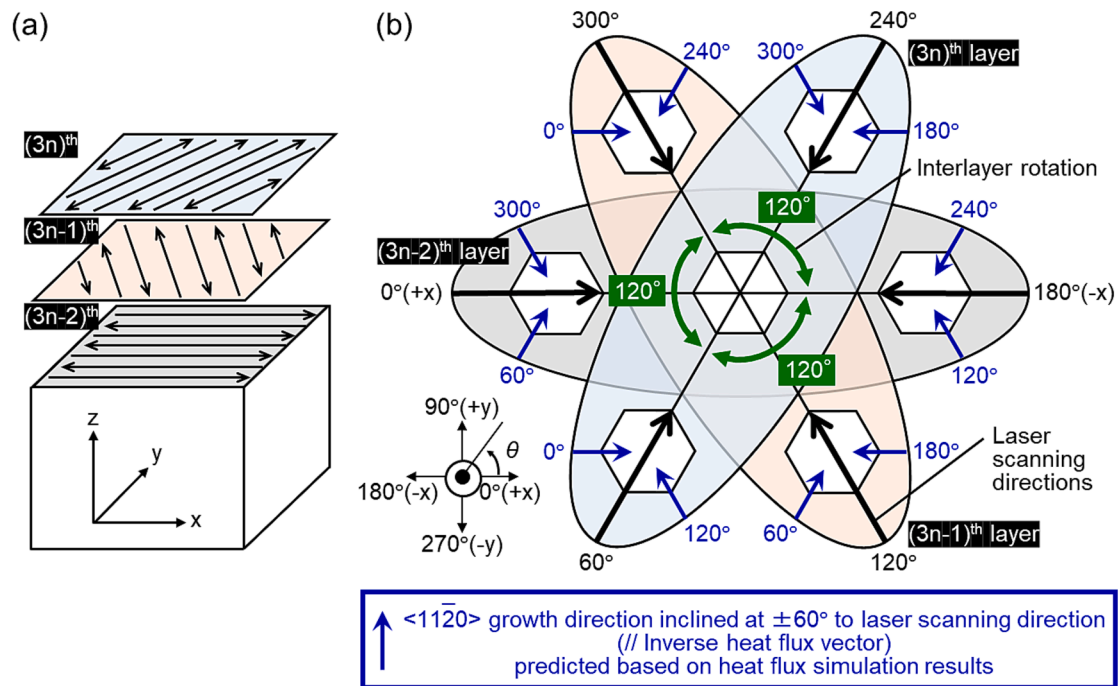 (a)
(3n)th
(3n-1)th
(3n-2)th
z
y
x
(b)
300°
240°
240°
300°
(3n)th layer
0°
180°
Interlayer rotation
120°
300°
240°
(3n-2)th layer
0°(+x)
120°
180°(-x)
60°
120°
120°
90°(+y)
θ
180°(-x)
0°(+x)
270°(-y)
0°
180°
Laser
scanning
directions
120°
60°
(3n-1)th layer
60°
120°
<112̅0> growth direction inclined at ±60° to laser scanning direction
(// Inverse heat flux vector)
predicted based on heat flux simulation results